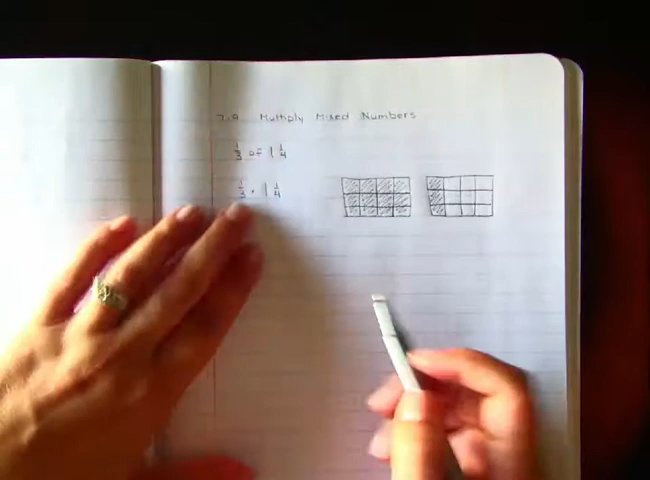 7.9 Multiply Mixed Numbers
1/3 of 1 1/4
1/3 · 1 1/4